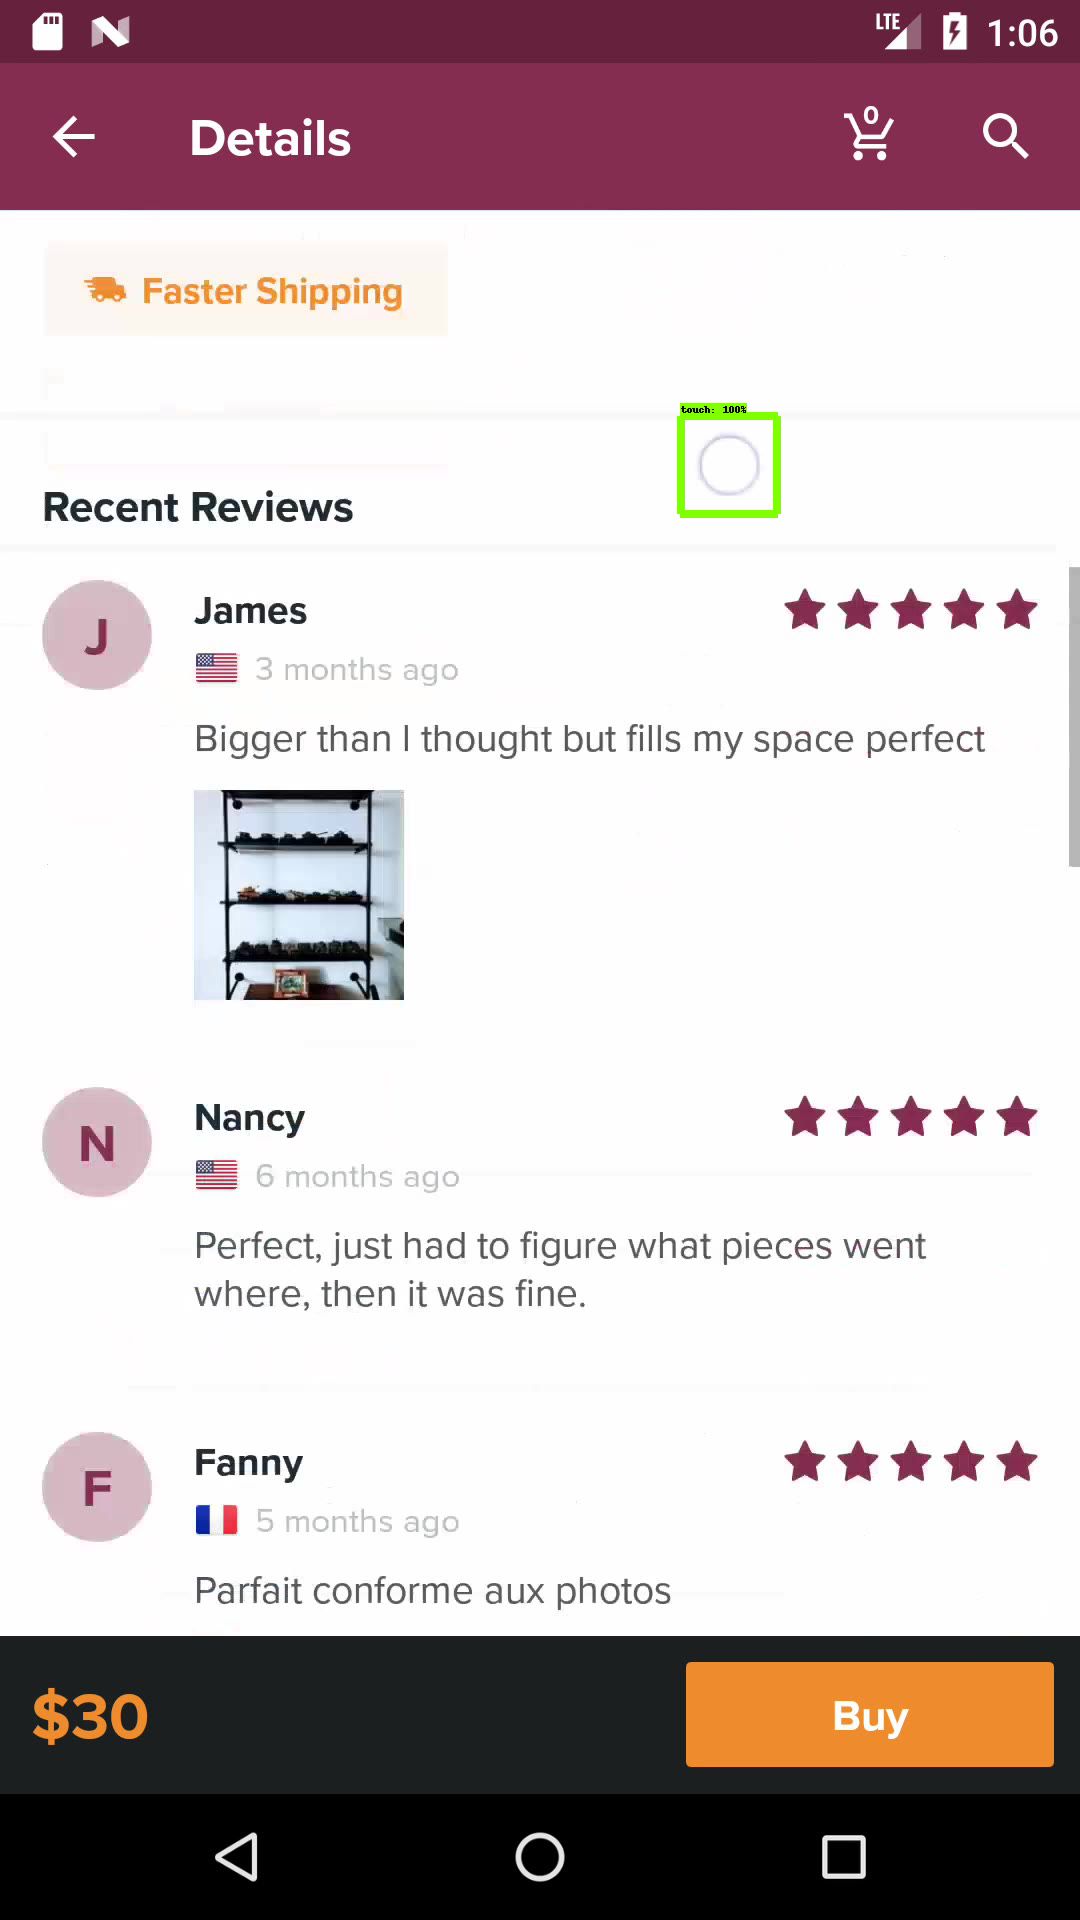 LTE 1:06
Details
0
Faster Shipping
touch: 100%
Recent Reviews
J
James
3 months ago
Bigger than I thought but fills my space perfect
N
Nancy
6 months ago
Perfect, just had to figure what pieces went
where, then it was fine.
F
Fanny
5 months ago
Parfait conforme aux photos
$30
Buy